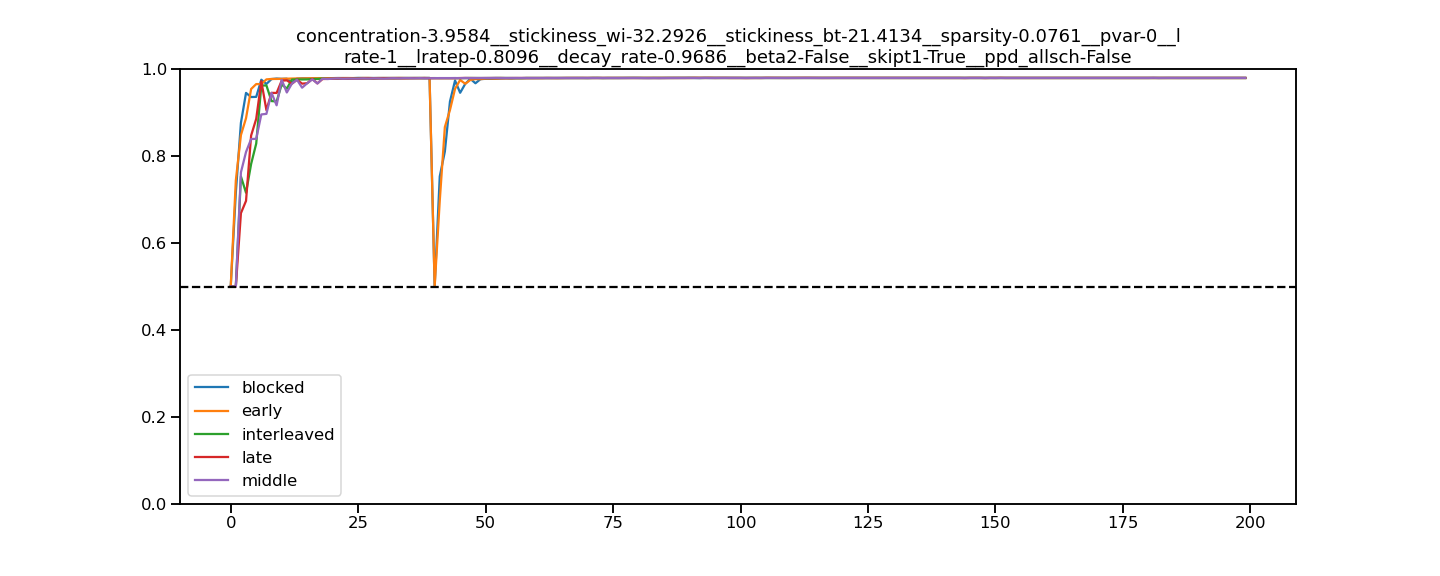 concentration-3.9584__stickiness_wi-32.2926__stickiness_bt-21.4134__sparsity-0.0761__pvar-0__l
rate-1__lratep-0.8096__decay_rate-0.9686__beta2-False__skipt1-True__ppd_allsch-False
1.0
0.8
0.6
0.4
0.2
0.0
blocked
early
interleaved
late
middle
0 25 50 75 100 125 150 175 200